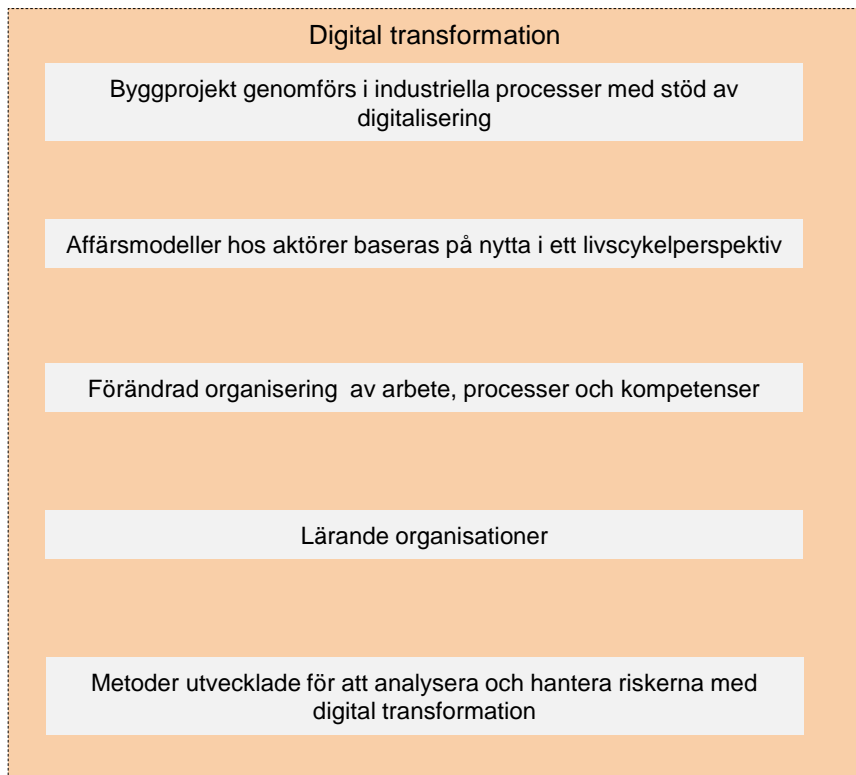 Digital transformation
Byggprojekt genomförs i industriella processer med stöd av
digitalisering
Affärsmodeller hos aktörer baseras på nytta i ett livscykelperspektiv
Förändrad organisering  av arbete, processer och kompetenser
Lärande organisationer
Metoder utvecklade för att analysera och hantera riskerna med
digital transformation